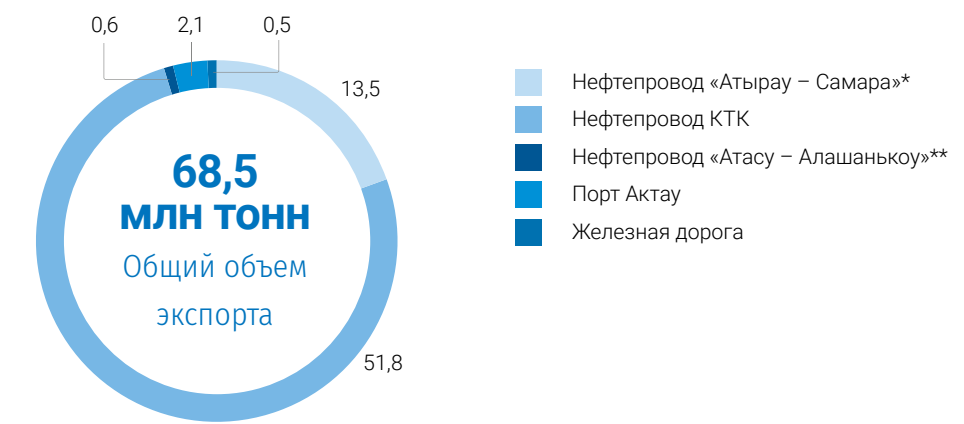 0,6
2,1
0,5
13,5
68,5
млн тонн
Общий объем
экспорта
51,8
Нефтепровод «Атырау – Самара»*
Нефтепровод КТК
Нефтепровод «Атасу – Алашанькоу»**
Порт Актау
Железная дорога